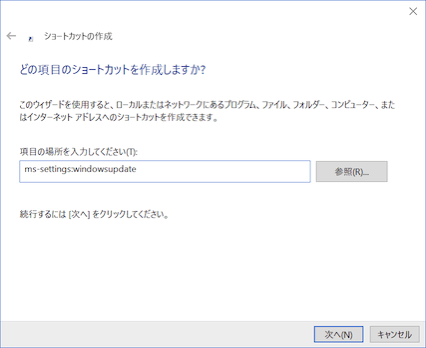 ショートカットの作成
どの項目のショートカットを作成しますか?
このウィザードを使用すると、ローカルまたはネットワークにあるプログラム、ファイル、フォルダー、コンピューター、また
はインターネット アドレスへのショートカットを作成できます。
項目の場所を入力してください(T):
ms-settings:windowsupdate
参照(R)...
続行するには [次へ] をクリックしてください。
次へ(N)
キャンセル